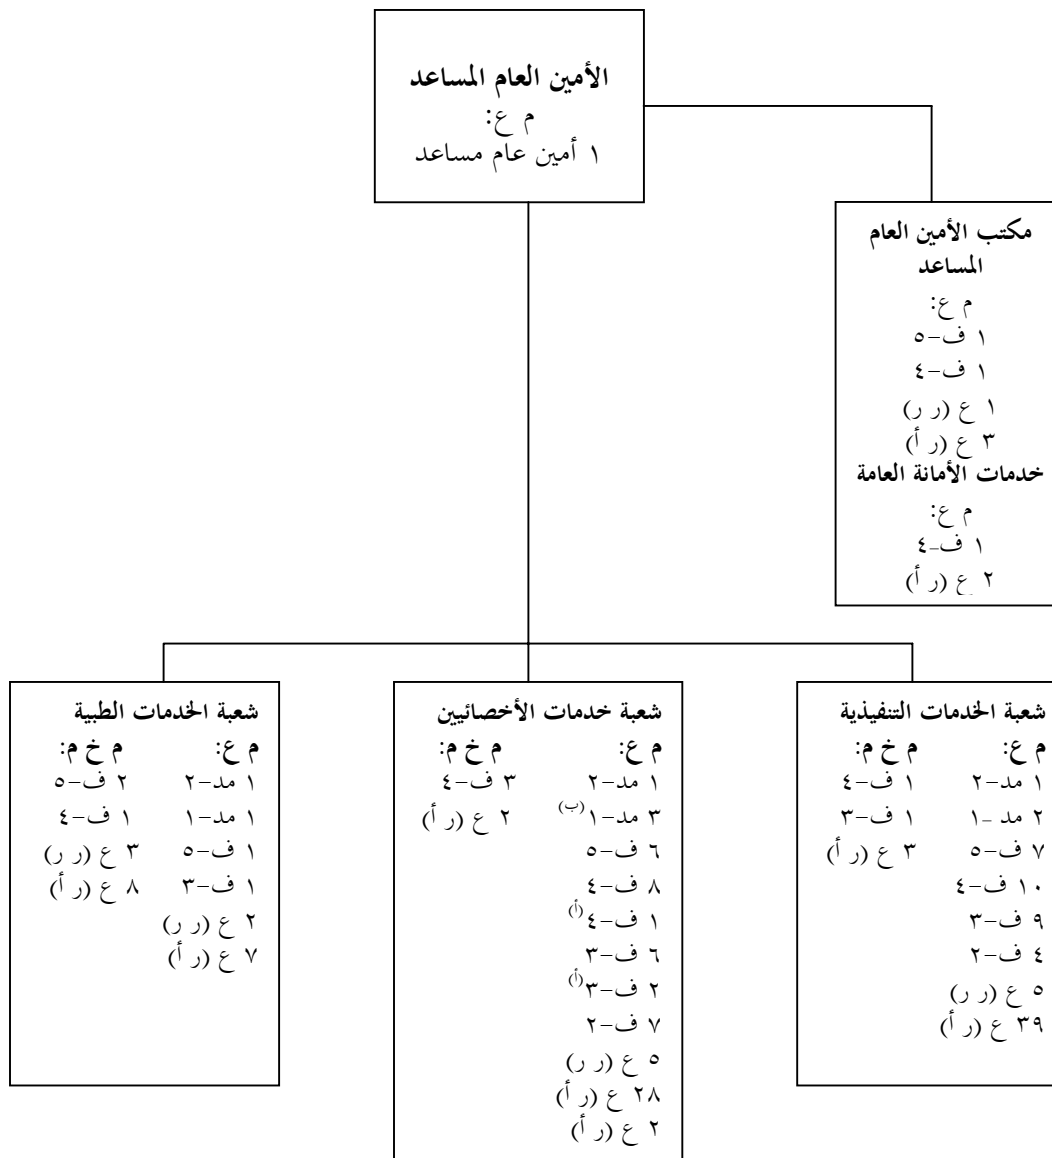 الأمين العام المساعد
م ع:
١ أمين عام مساعد
مكتب الأمين العام
المساعد
م ع:
١ ف-٥
١ ف-٤
١ ع (ر ر)
٣ ع (ر أ)
خدمات الأمانة العامة
م ع:
١ ف-٤
٢ ع (ر أ)
شعبة الخدمات التنفيذية
م ع: م خ م:
١ مد-٢ ١ ف-٤
٢ مد -١ ١ ف-٣
٧ ف-٥ ٣ ع (ر أ)
١٠ ف-٤
٩ ف-٣
٤ ف-٢
٥ ع (ر ر)
٣٩ ع (ر أ)
شعبة خدمات الأخصائيين
م ع: م خ م:
١ مد-٢ ٣ ف-٤
٣ مد-١(ب) ٢ ع (ر أ)
٦ ف-٥
٨ ف-٤
١ ف-٤(أ)
٦ ف-٣
٢ ف-٣(أ)
٧ ف-٢
٥ ع (ر ر)
٢٨ ع (ر أ)
٢ ع (ر أ)
شعبة الخدمات الطبية
م ع: م خ م:
١ مد-٢ ٢ ف-٥
١ مد-١ ١ ف-٤
١ ف-٥ ٣ ع (ر ر)
١ ف-٣ ٨ ع (ر أ)
٢ ع (ر ر)
٧ ع (ر أ)